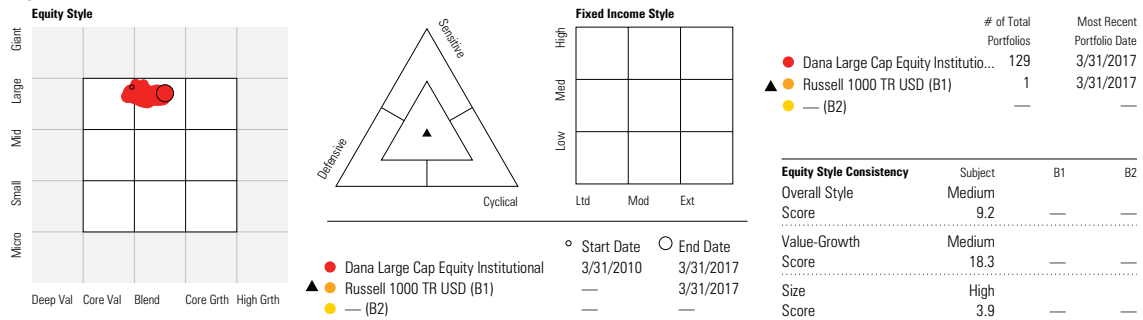 Equity Style
Giant
Large
Mid
Small
Micro
Deep Val Core Val Blend Core Grth High Grth
Sensitive
Defensive
Cyclical
Fixed Income Style
High
Med
Low
Ltd Mod Ext
Start Date End Date
Dana Large Cap Equity Institutional 3/31/2010 3/31/2017
Russell 1000 TR USD (B1) — 3/31/2017
— (B2) — —
# of Total Most Recent
Portfolios Portfolio Date
Dana Large Cap Equity Institutio... 129 3/31/2017
Russell 1000 TR USD (B1) 1 3/31/2017
— (B2) — —
Equity Style Consistency Subject B1 B2
Overall Style Medium
Score 9.2 — —
Value-Growth Medium
Score 18.3 — —
Size High
Score 3.9 — —